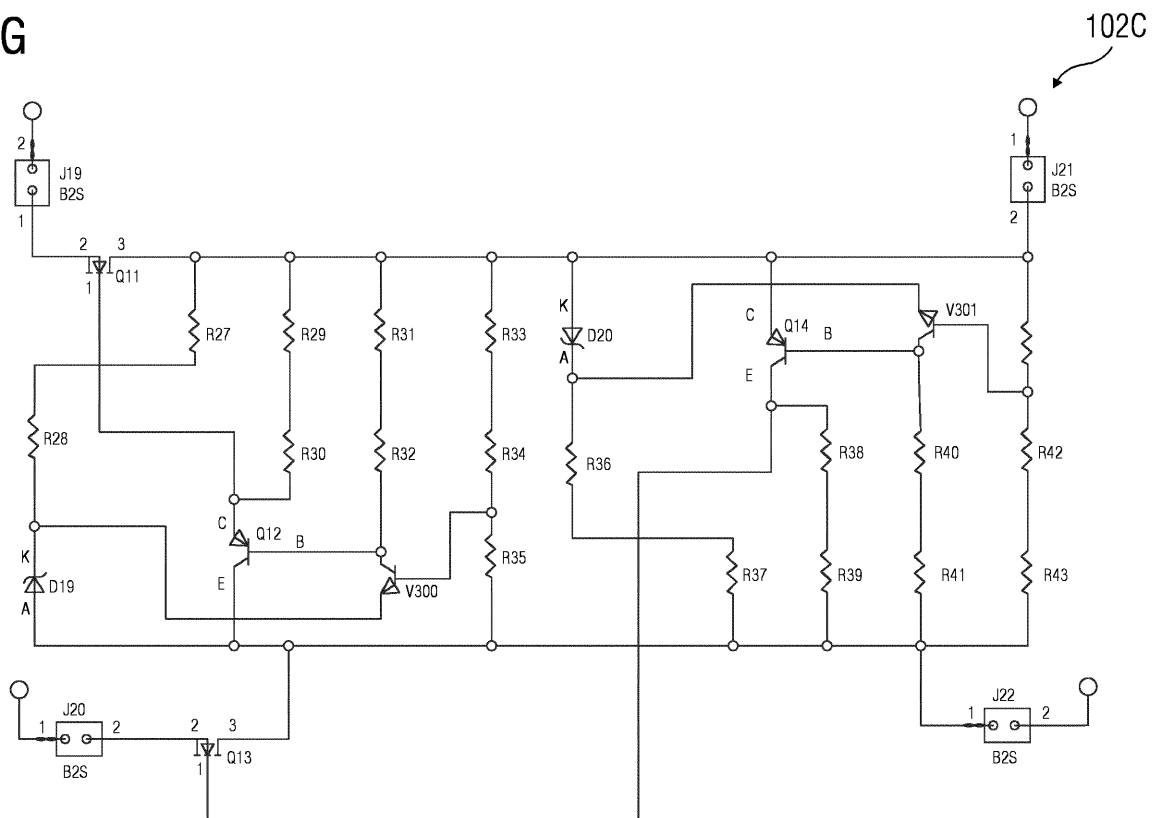 G
102C
2
J19
B2S
1
1
J21
B2S
2
2 3
1 Q11
R27
R29
R31
R33
K
D20
A
C
Q14
B
E
V301
R28
R30
R32
R34
R36
R38
R40
R42
C
Q12
B
E
K
D19
A
V300
R35
R37
R39
R41
R43
J20
1 2
B2S
2 3
1 Q13
J22
1 2
B2S